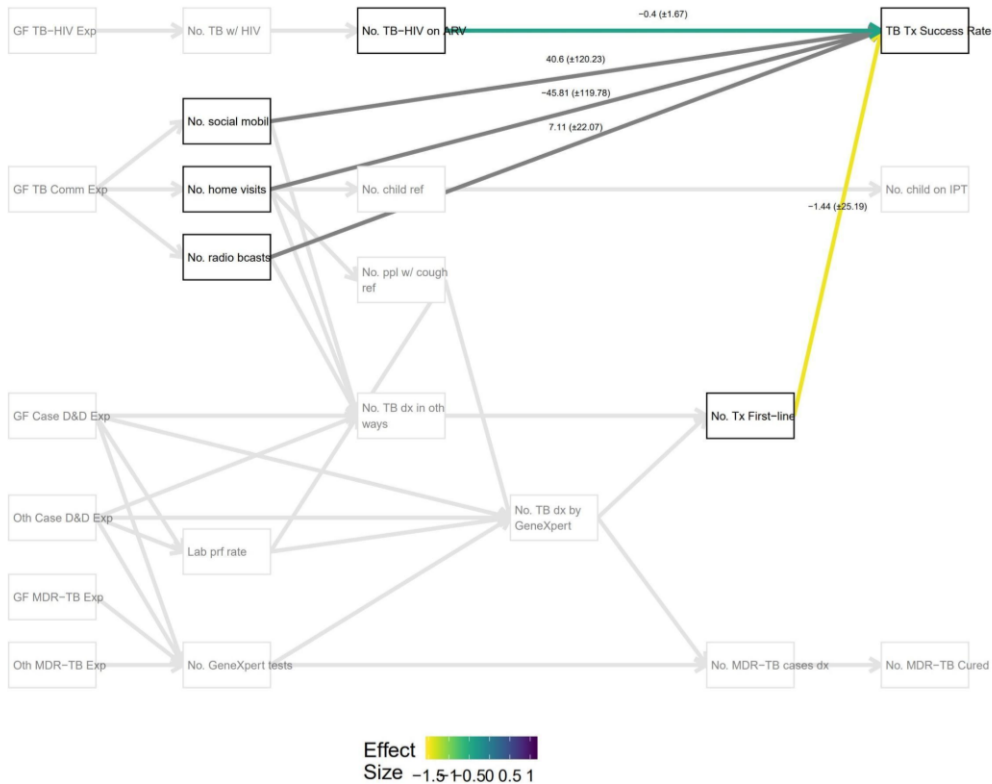 −0.4 (±1.67)
GF TB−HIV Exp
No. TB w/ HIV
No. TB−HIV on ARV
TB Tx Success Rate
40.6 (±120.23)
−45.81 (±119.78)
No. social mobil
7.11 (±22.07)
GF TB Comm Exp
No. home visits
No. child ref
No. child on IPT
−1.44 (±25.19)
No. radio bcasts
No. ppl w/ cough
ref
GF Case D&D Exp
No. TB dx in oth
ways
No. Tx First−line
Oth Case D&D Exp
No. TB dx by
GeneXpert
Lab prf rate
GF MDR−TB Exp
Oth MDR−TB Exp
No. GeneXpert tests
No. MDR−TB cases dx
No. MDR−TB Cured
Effect
Size
−1.5−1−0.50 0.5 1